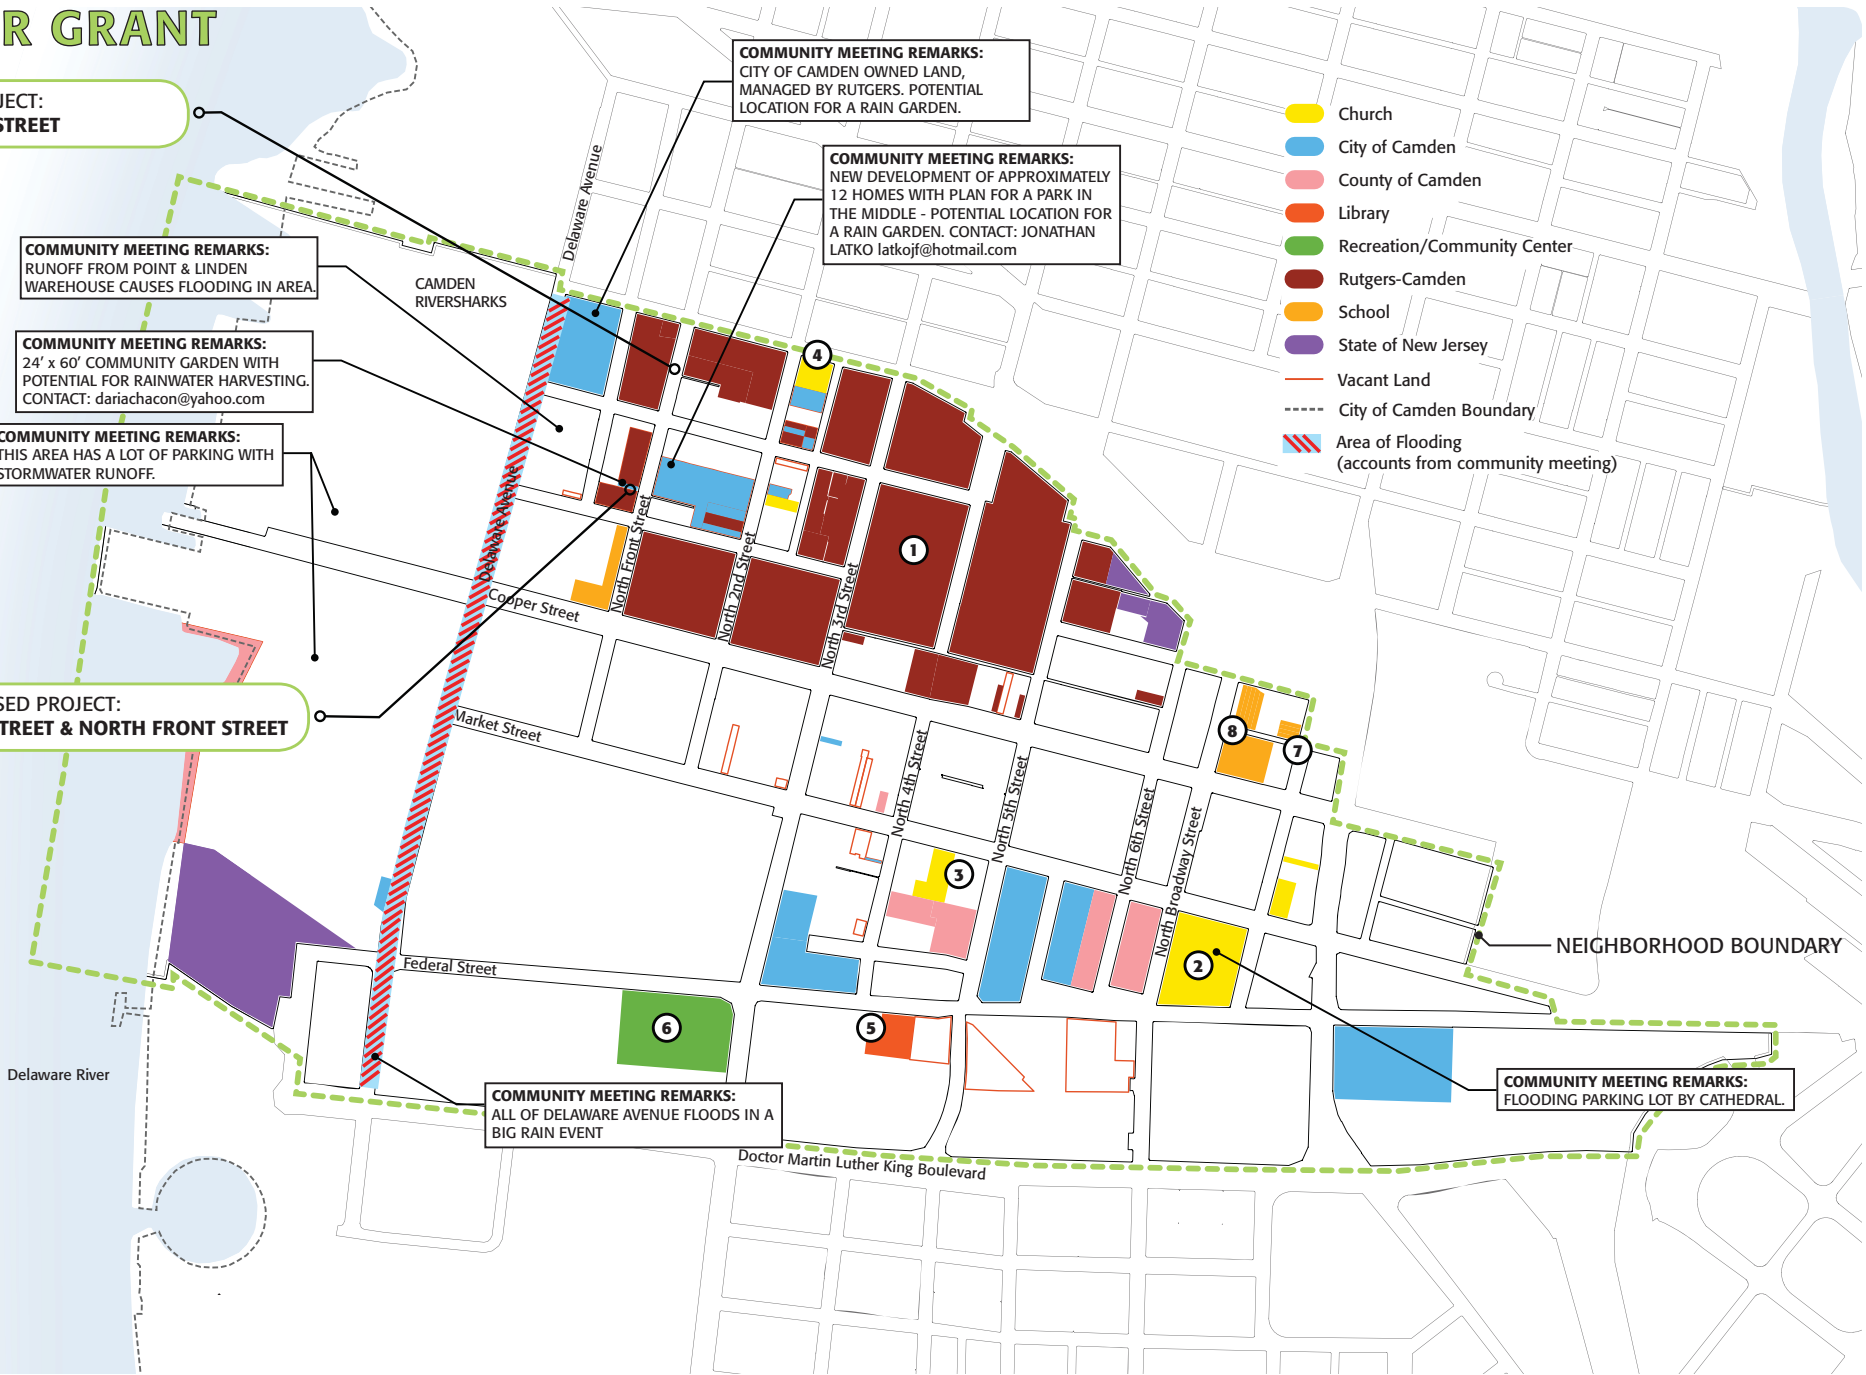 R GRANT
JECT:
STREET
COMMUNITY MEETING REMARKS:
CITY OF CAMDEN OWNED LAND,
MANAGED BY RUTGERS. POTENTIAL
LOCATION FOR A RAIN GARDEN.
COMMUNITY MEETING REMARKS:
NEW DEVELOPMENT OF APPROXIMATELY
12 HOMES WITH PLAN FOR A PARK IN
THE MIDDLE - POTENTIAL LOCATION FOR
A RAIN GARDEN. CONTACT: JONATHAN
LATKO latkojf@hotmail.com
Church
City of Camden
County of Camden
Library
Recreation/Community Center
Rutgers-Camden
School
State of New Jersey
Vacant Land
City of Camden Boundary
Area of Flooding
(accounts from community meeting)
COMMUNITY MEETING REMARKS:
RUNOFF FROM POINT & LINDEN
WAREHOUSE CAUSES FLOODING IN AREA.
COMMUNITY MEETING REMARKS:
24' x 60' COMMUNITY GARDEN WITH
POTENTIAL FOR RAINWATER HARVESTING.
CONTACT: dariachacon@yahoo.com
COMMUNITY MEETING REMARKS:
THIS AREA HAS A LOT OF PARKING WITH
STORMWATER RUNOFF.
CAMDEN
RIVERSHARKS
Delaware Avenue
Delaware Avenue
4
1
North Front Street
North 2nd Street
North 3rd Street
Cooper Street
SED PROJECT:
TREET & NORTH FRONT STREET
Market Street
North 4th Street
North 5th Street
North 6th Street
North Broadway Street
8
7
3
2
NEIGHBORHOOD BOUNDARY
Federal Street
6
5
Delaware River
COMMUNITY MEETING REMARKS:
ALL OF DELAWARE AVENUE FLOODS IN A
BIG RAIN EVENT
COMMUNITY MEETING REMARKS:
FLOODING PARKING LOT BY CATHEDRAL.
Doctor Martin Luther King Boulevard